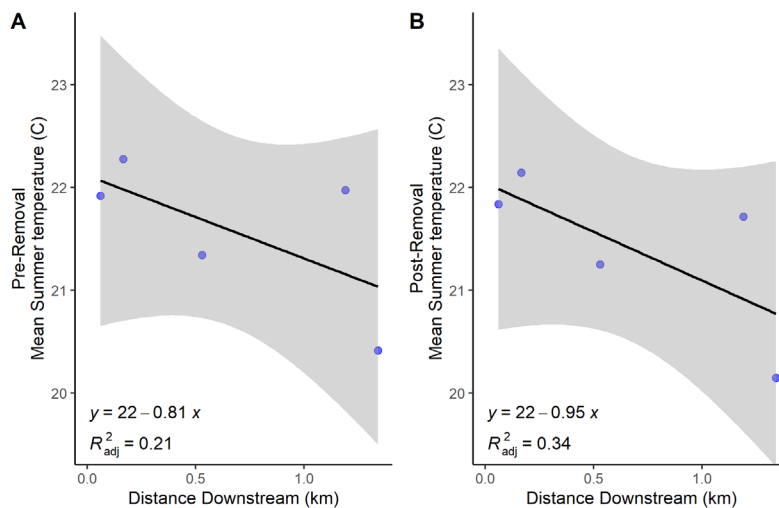 A
Pre-Removal
Mean Summer temperature (C)
23
22
21
20
y = 22 – 0.81 x
R²adj = 0.21
0.0
0.5
1.0
Distance Downstream (km)
B
Post-Removal
Mean Summer temperature (C)
23
22
21
20
y = 22 – 0.95 x
R²adj = 0.34
0.0
0.5
1.0
Distance Downstream (km)